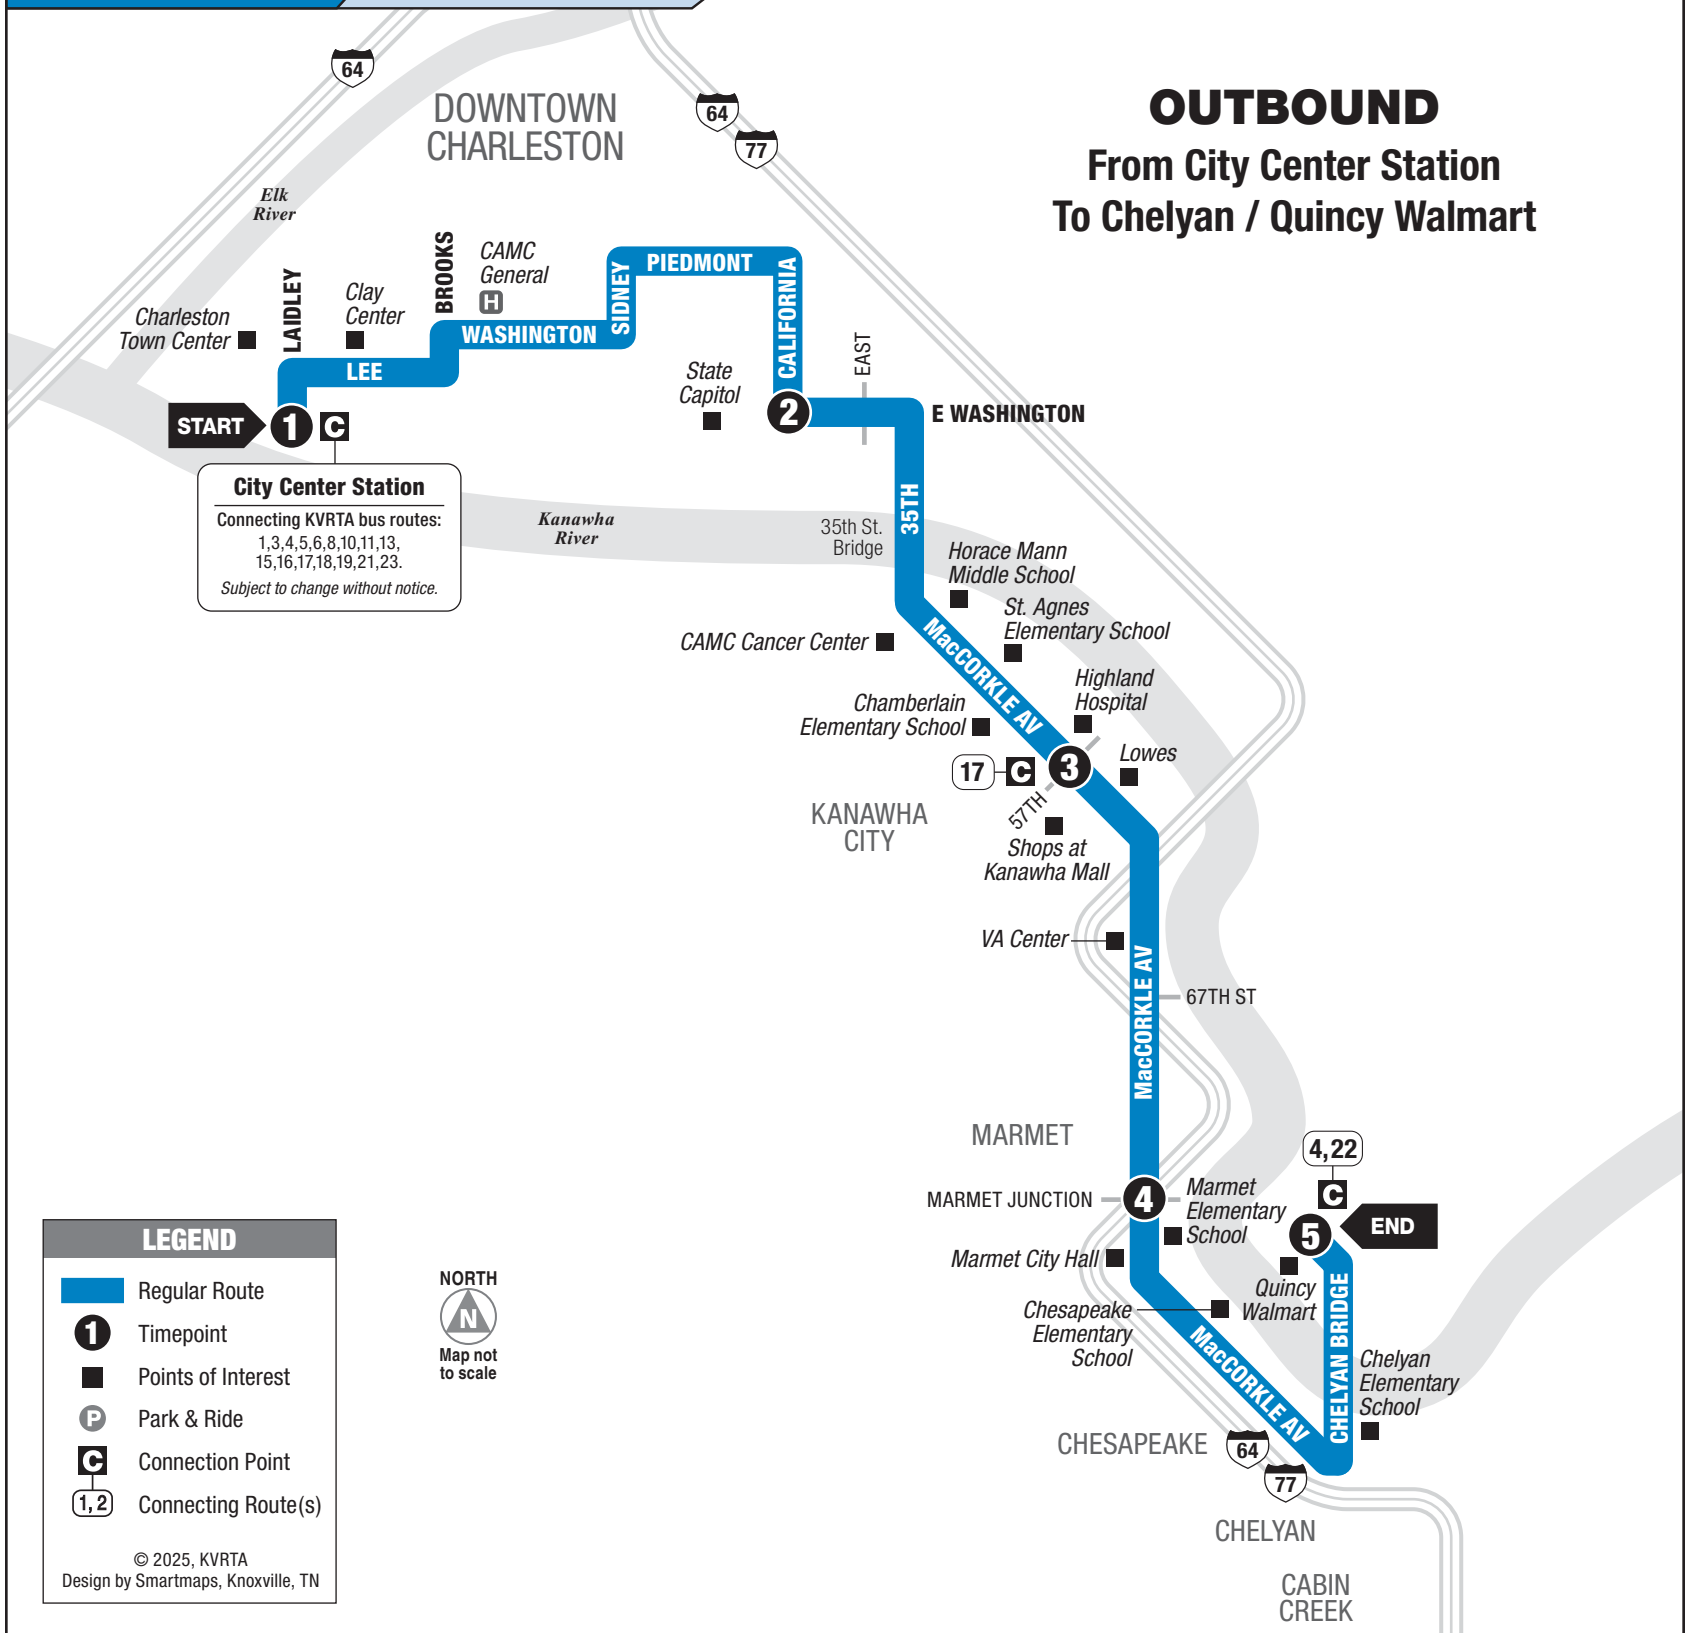 OUTBOUND
From City Center Station
To Chelyan / Quincy Walmart
64
DOWNTOWN
CHARLESTON
64
77
Elk
River
LAIDLEY
BROOKS
CAMC
General
H
Charleston
Town Center
Clay
Center
LEE
WASHINGTON
SIDNEY
PIEDMONT
CALIFORNIA
State
Capitol
EAST
START
1
C
2
E WASHINGTON
City Center Station
Connecting KVRTA bus routes:
1,3,4,5,6,8,10,11,13,
15,16,17,18,19,21,23.
Subject to change without notice.
Kanawha
River
35TH
35th St.
Bridge
Horace Mann
Middle School
St. Agnes
Elementary School
CAMC Cancer Center
MacCORKLE AV
Highland
Hospital
Chamberlain
Elementary School
17
C
3
Lowes
57TH
KANAWHA
CITY
Shops at
Kanawha Mall
VA Center
MacCORKLE AV
67TH ST
MARMET
4,22
C
MARMET JUNCTION
4
Marmet
Elementary
School
5
END
Marmet City Hall
Quincy
Walmart
Chesapeake
Elementary
School
MacCORKLE AV
CHELYAN BRIDGE
Chelyan
Elementary
School
CHESAPEAKE
64
77
CHELYAN
CABIN
CREEK
LEGEND
Regular Route
1
Timepoint
Points of Interest
P
Park & Ride
C
Connection Point
1,2
Connecting Route(s)
© 2025, KVRTA
Design by Smartmaps, Knoxville, TN
NORTH
N
Map not
to scale